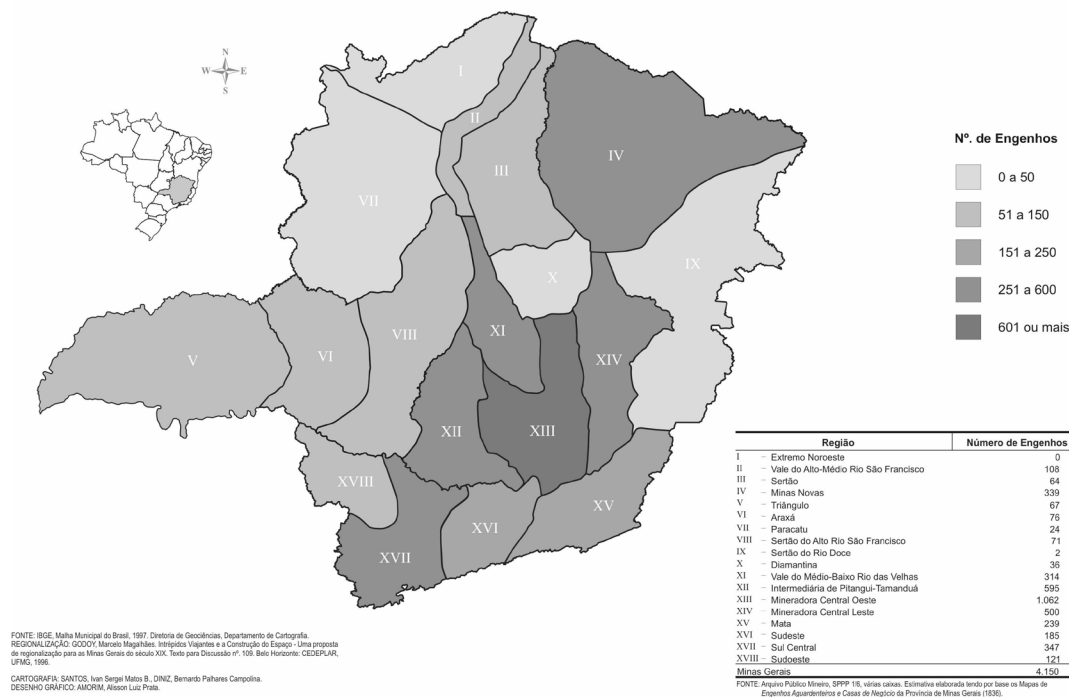 N
W E
S
I
II
III
IV
VII
IX
X
VIII
XI
V
VI
XIV
XII
XIII
XVIII
XV
XVI
XVII
Nº. de Engenhos
0 a 50
51 a 150
151 a 250
251 a 600
601 ou mais
Região Número de Engenhos
I – Extremo Noroeste 0
II – Vale do Alto-Médio Rio São Francisco 108
III – Sertão 64
IV – Minas Novas 339
V – Triângulo 67
VI – Araxá 76
VII – Paracatu 24
VIII – Sertão do Alto Rio São Francisco 71
IX – Sertão do Rio Doce 2
X – Diamantina 36
XI – Vale do Médio-Baixo Rio das Velhas 314
XII – Intermediária de Pitangui-Tamanduá 595
XIII – Mineradora Central Oeste 1.062
XIV – Mineradora Central Leste 500
XV – Mata 239
XVI – Sudeste 185
XVII – Sul Central 347
XVIII – Sudoeste 121
Minas Gerais 4.150
FONTE: Arquivo Público Mineiro, SPPP 1/6, várias caixas. Estimativa elaborada tendo por base os Mapas de
Engenhos Aguardenteiros e Casas de Negócio da Província de Minas Gerais (1836).
FONTE: IBGE, Malha Municipal do Brasil, 1997. Diretoria de Geociências, Departamento de Cartografia.
REGIONALIZAÇÃO: GODOY, Marcelo Magalhães. Intrépidos Viajantes e a Construção do Espaço - Uma proposta
de regionalização para as Minas Gerais do século XIX. Texto para Discussão nº. 109. Belo Horizonte: CEDEPLAR,
UFMG, 1996.
CARTOGRAFIA: SANTOS, Ivan Sergei Matos B., DINIZ, Bernardo Palhares Campolina.
DESENHO GRÁFICO: AMORIM, Alisson Luiz Prata.